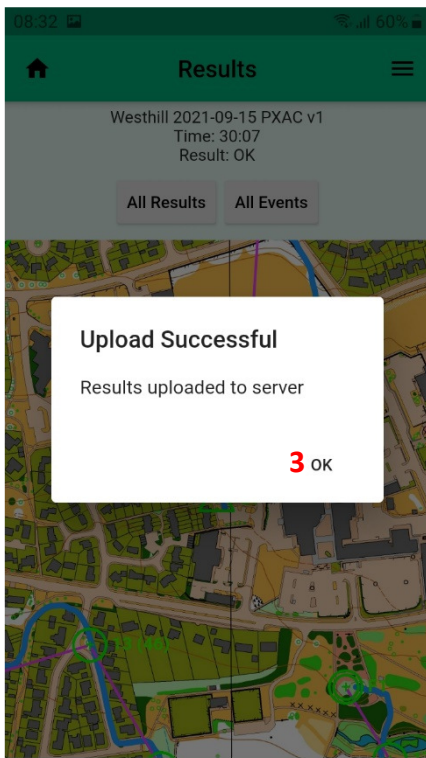 08:32 60%
Results
Westhill 2021-09-15 PXAC v1
Time: 30:07
Result: OK
All Results All Events
Upload Successful
Results uploaded to server
3 OK